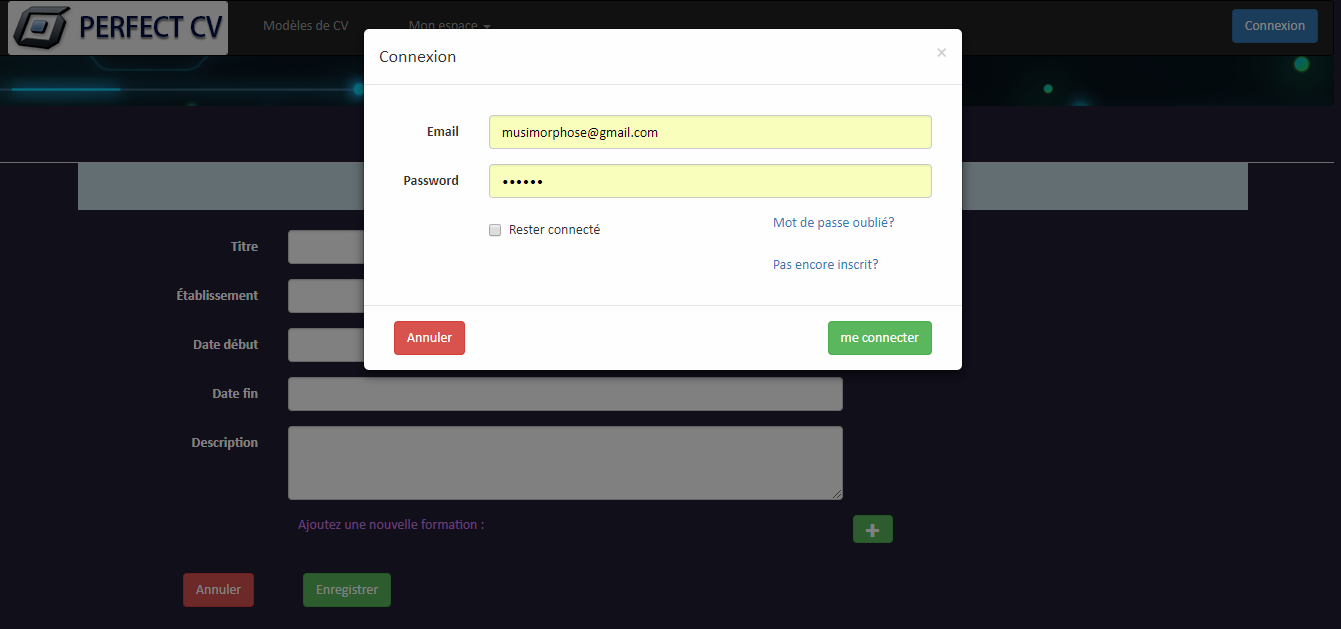 PERFECT CV
Modèles de CV
Mon espace
Connexion
Connexion
×
Email
musimorphose@gmail.com
Password
••••••
Rester connecté
Mot de passe oublié?
Pas encore inscrit?
Annuler
me connecter
Titre
Établissement
Date début
Date fin
Description
Ajoutez une nouvelle formation :
Annuler
Enregistrer